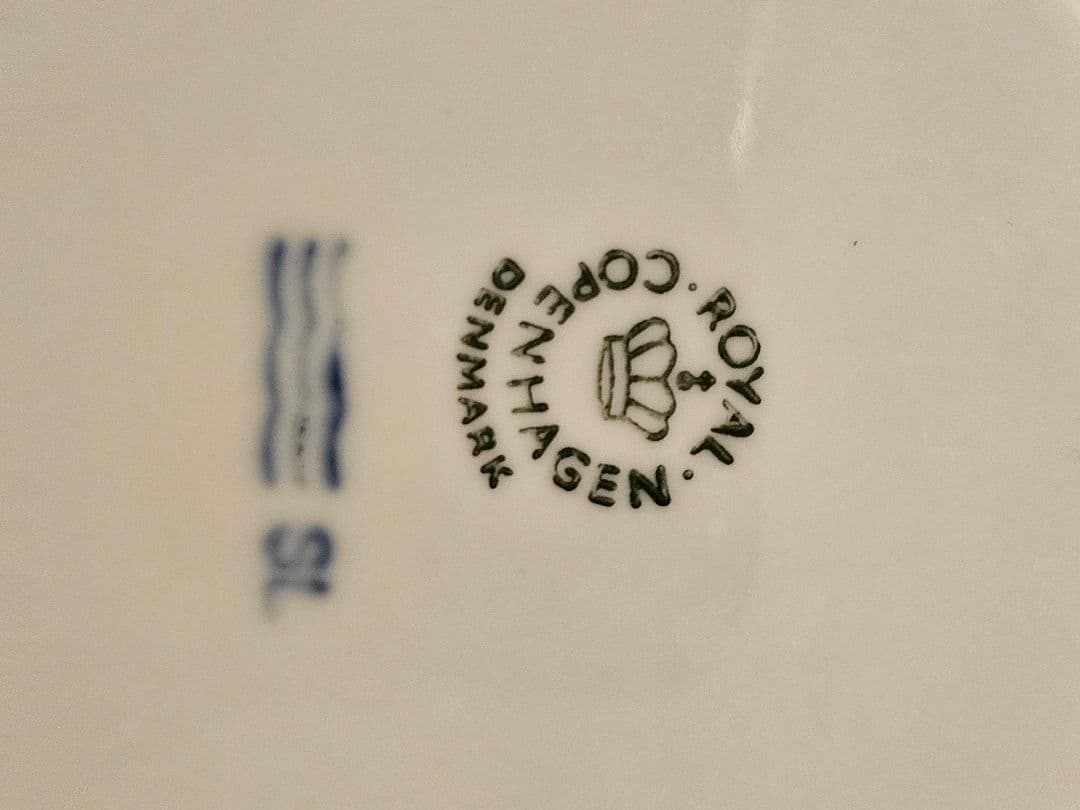 ROYAL · COPENHAGEN ·
DENMARK
SL